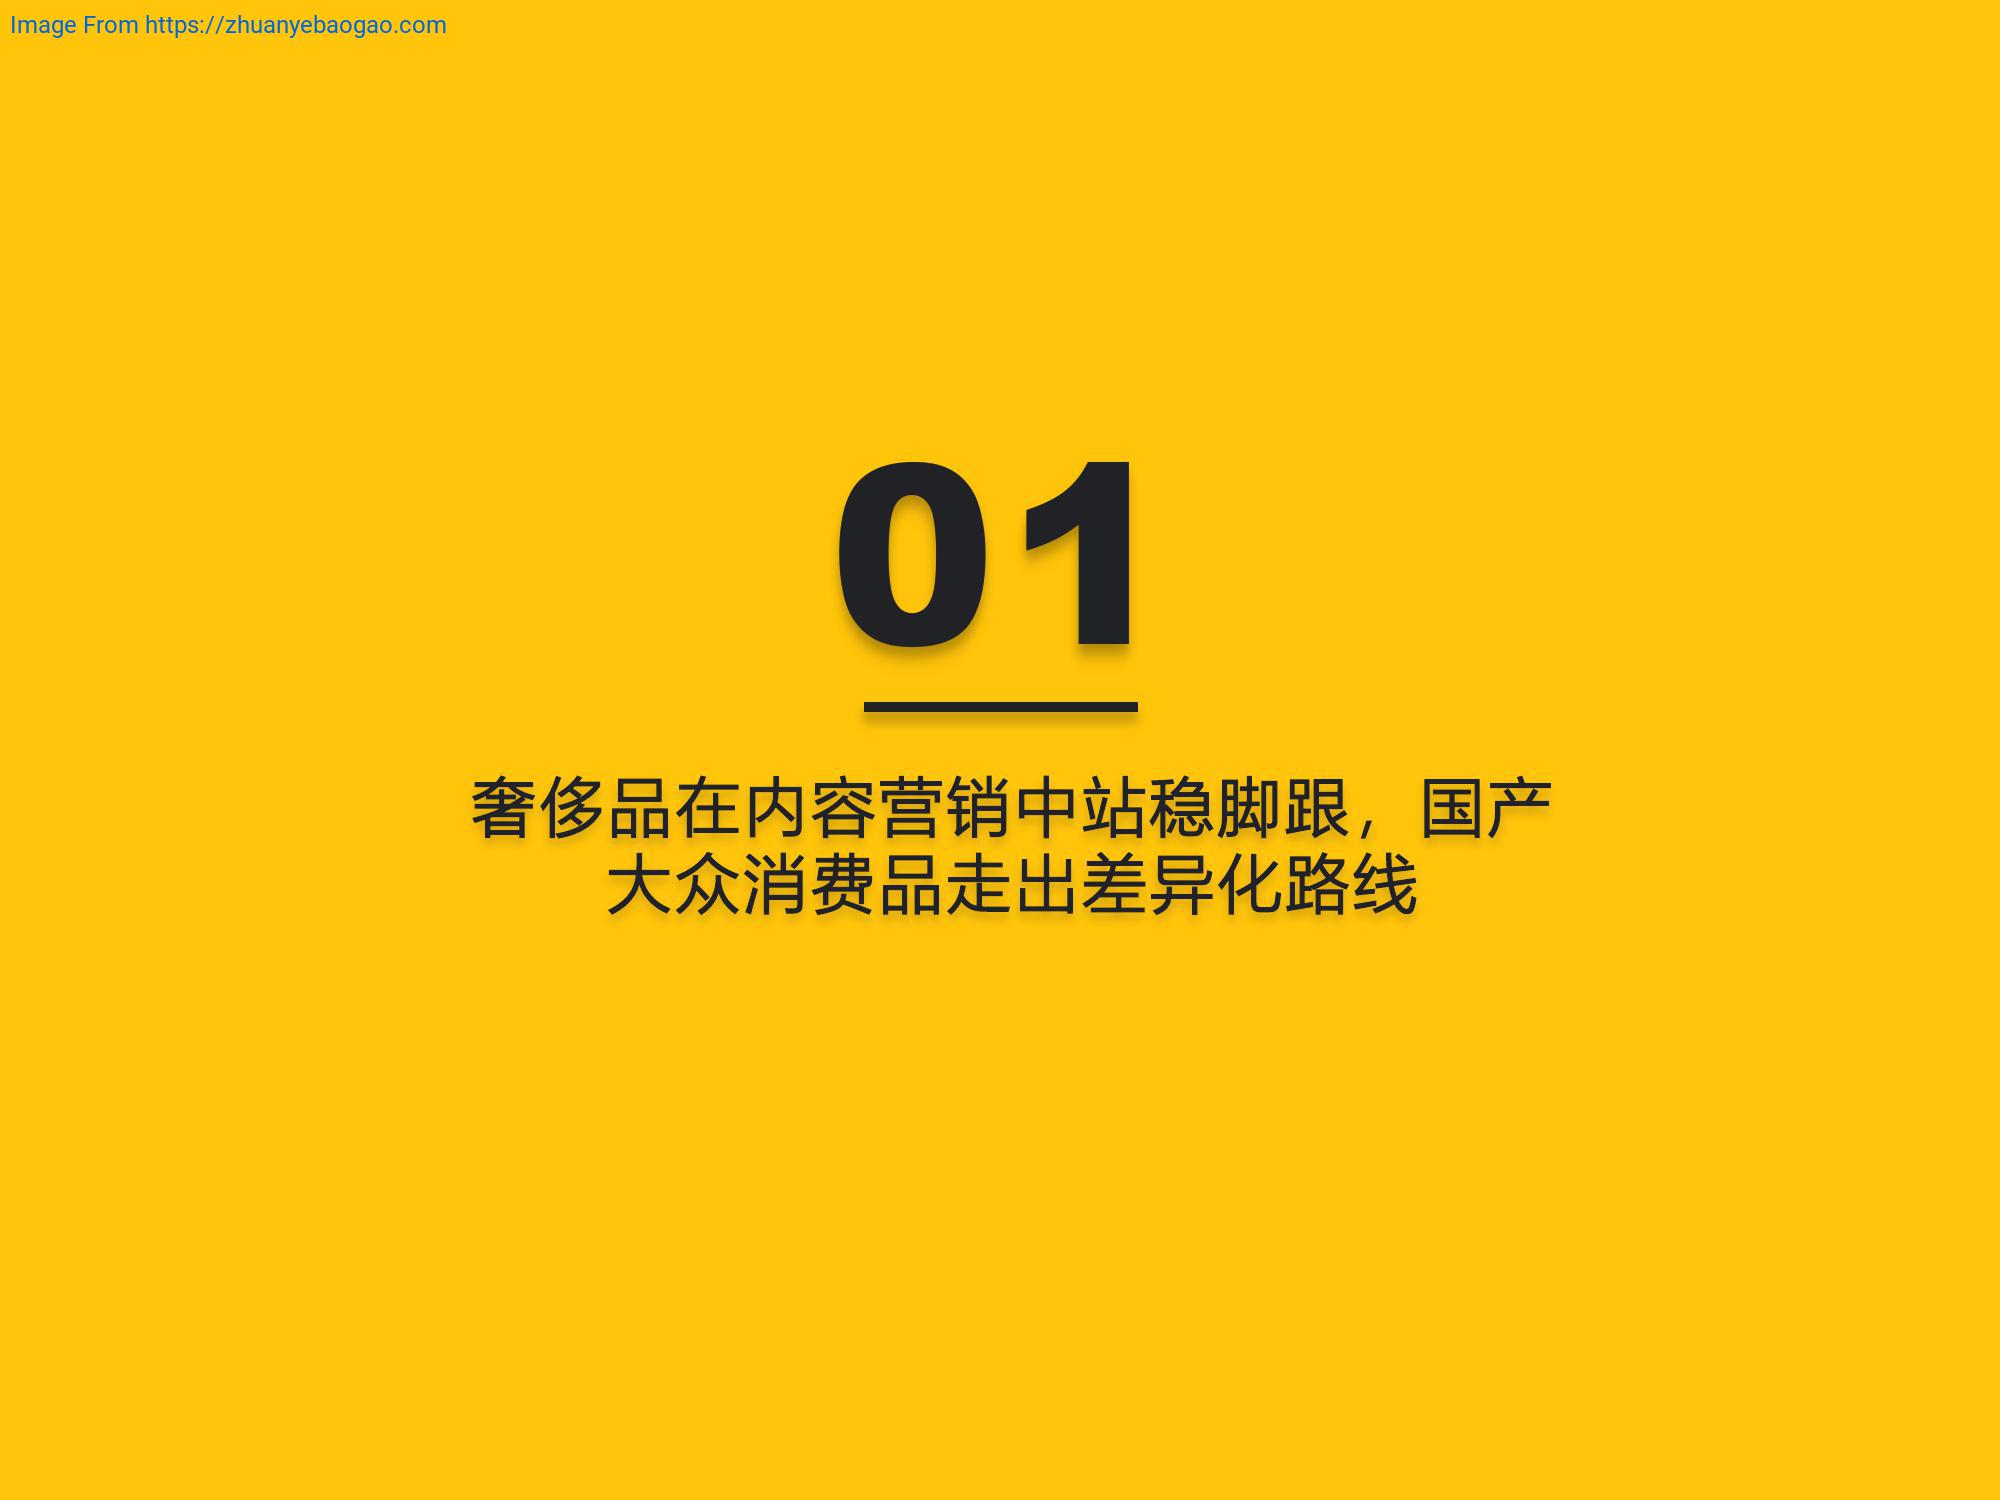 Image From https://zhuanyebaogao.com
01
奢侈品在内容营销中站稳脚跟，国产
大众消费品走出差异化路线